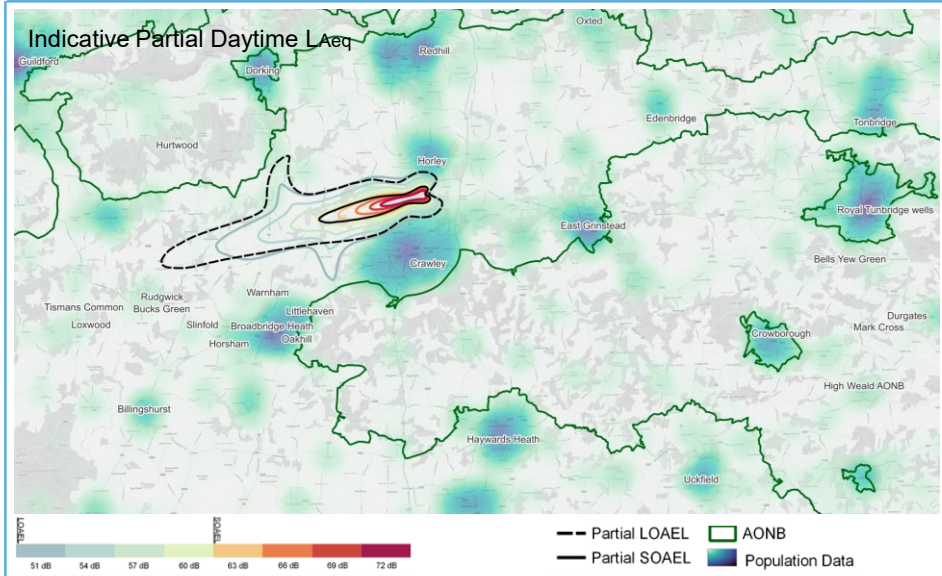 Indicative Partial Daytime LAeq
Oxted
Redhill
Guildford
Dorking
Edenbridge
Tonbridge
Hurtwood
Horley
Royal Tunbridge wells
East Grinstead
Crawley
Bells Yew Green
Warnham
Rudgwick
Tismans Common
Bucks Green
Littlehaven
Durgates
Loxwood
Slinfold
Broadbridge Heath
Mark Cross
Crowborough
Horsham
Oakhill
High Weald AONB
Billingshurst
Haywards Heath
Uckfield
LOAEL
SOAEL
51 dB 54 dB 57 dB 60 dB 63 dB 66 dB 69 dB 72 dB
Partial LOAEL
AONB
Partial SOAEL
Population Data